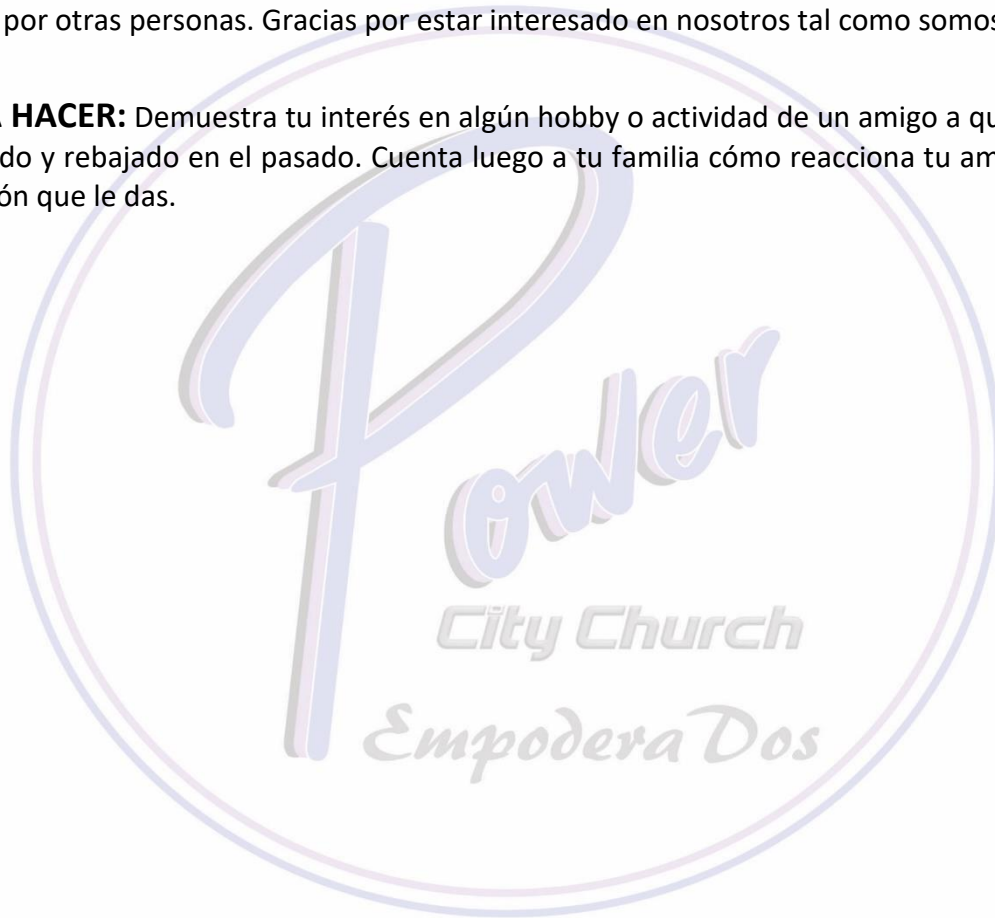 por otras personas. Gracias por estar interesado en nosotros tal como somos
HACER: Demuestra tu interés en algún hobby o actividad de un amigo a qu
do y rebajado en el pasado. Cuenta luego a tu familia cómo reacciona tu am
ón que le das.
Power
City Church
EmpoderaDos